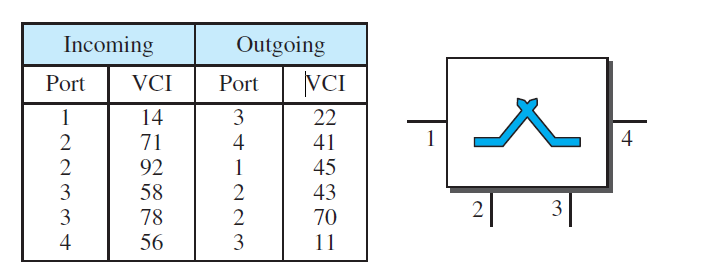 Incoming Outgoing
Port VCI Port VCI
1 14 3 22
2 71 4 41
2 92 1 45
3 58 2 43
3 78 2 70
4 56 3 11
1 4
2 3